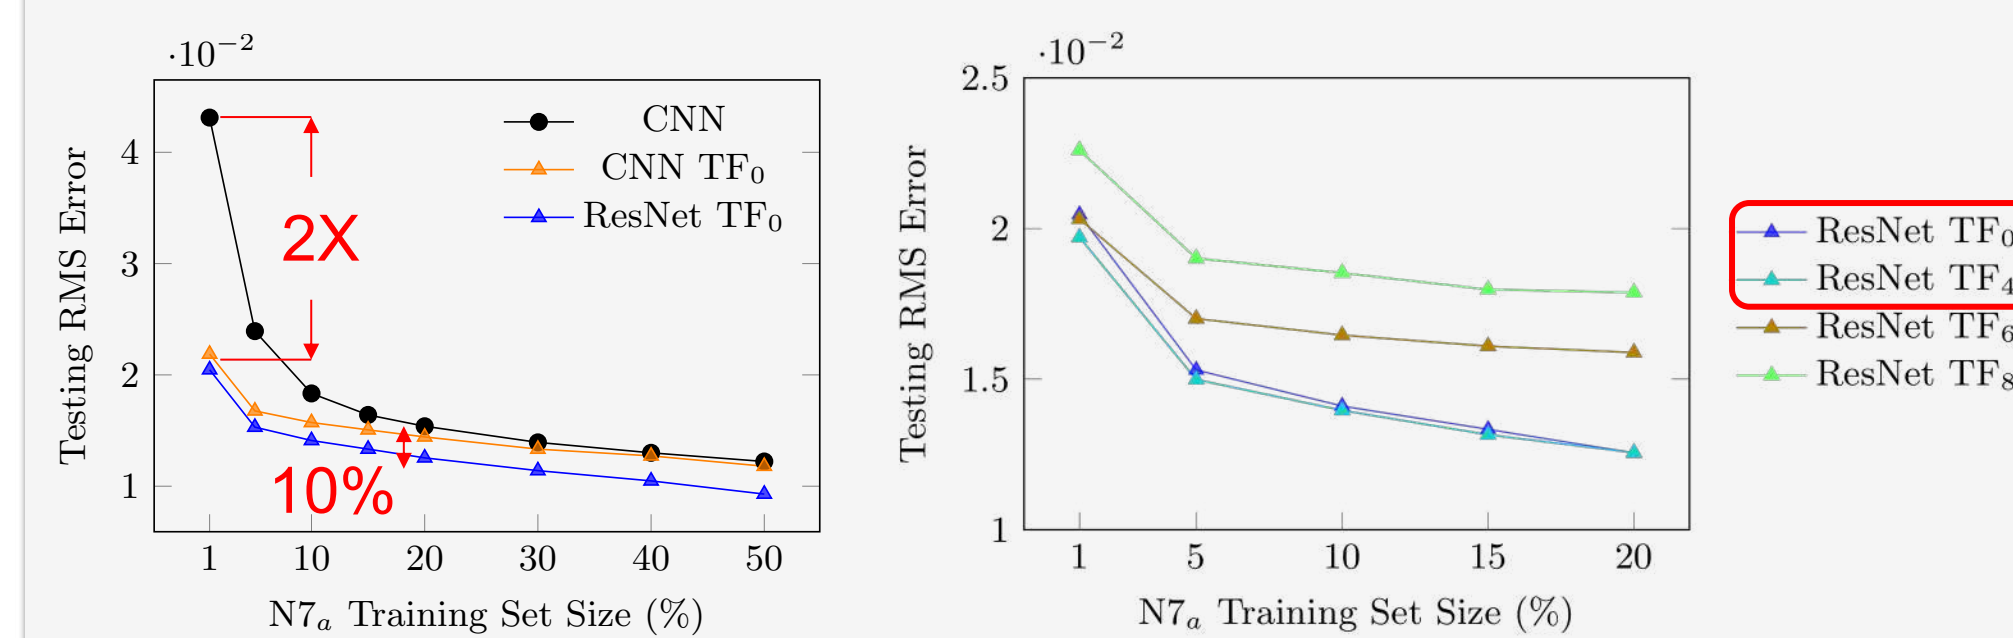 ·10⁻²
4
3
2
1
Testing RMS Error
CNN
CNN TF₀
ResNet TF₀
2X
10%
1 10 20 30 40 50
N7ₐ Training Set Size (%)
·10⁻²
2.5
2
1.5
1
Testing RMS Error
1 5 10 15 20
N7ₐ Training Set Size (%)
ResNet TF₀
ResNet TF₄
ResNet TF₆
ResNet TF₈